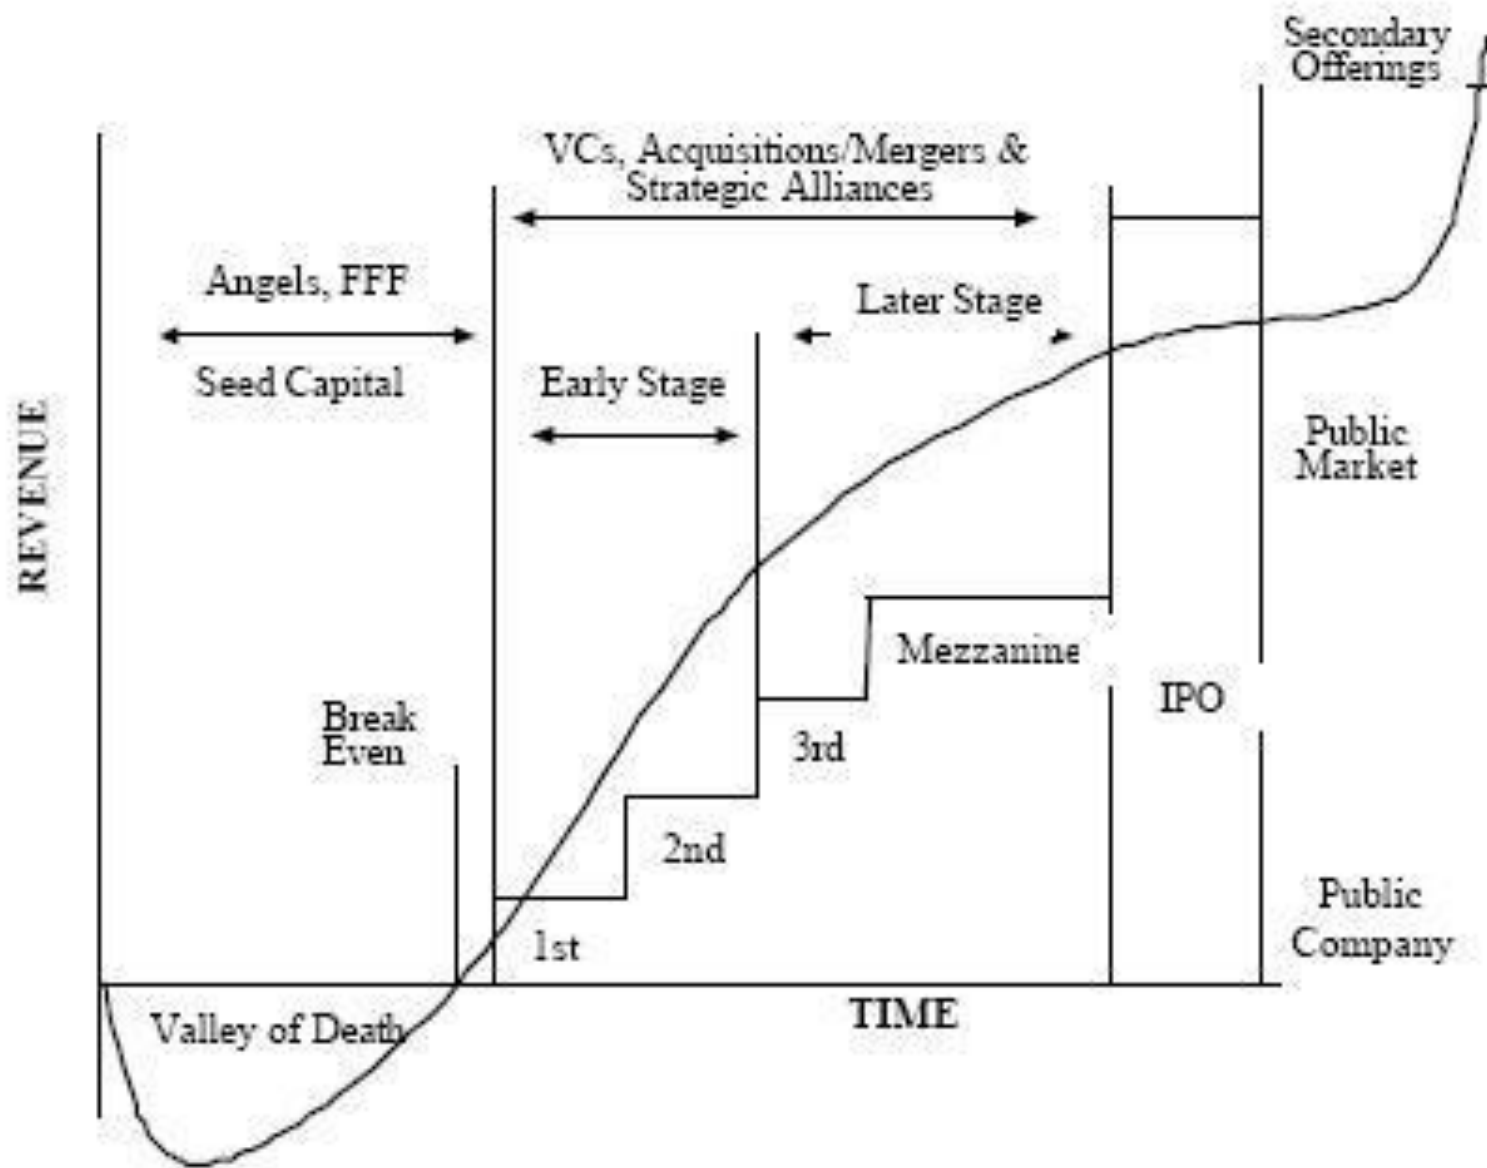 Secondary
Offerings
VCs, Acquisitions/Mergers &
Strategic Alliances
Angels, FFF
Later Stage
Seed Capital
Early Stage
REVENUE
Public
Market
Mezzanine
IPO
Break
Even
3rd
2nd
Public
Company
1st
TIME
Valley of Death